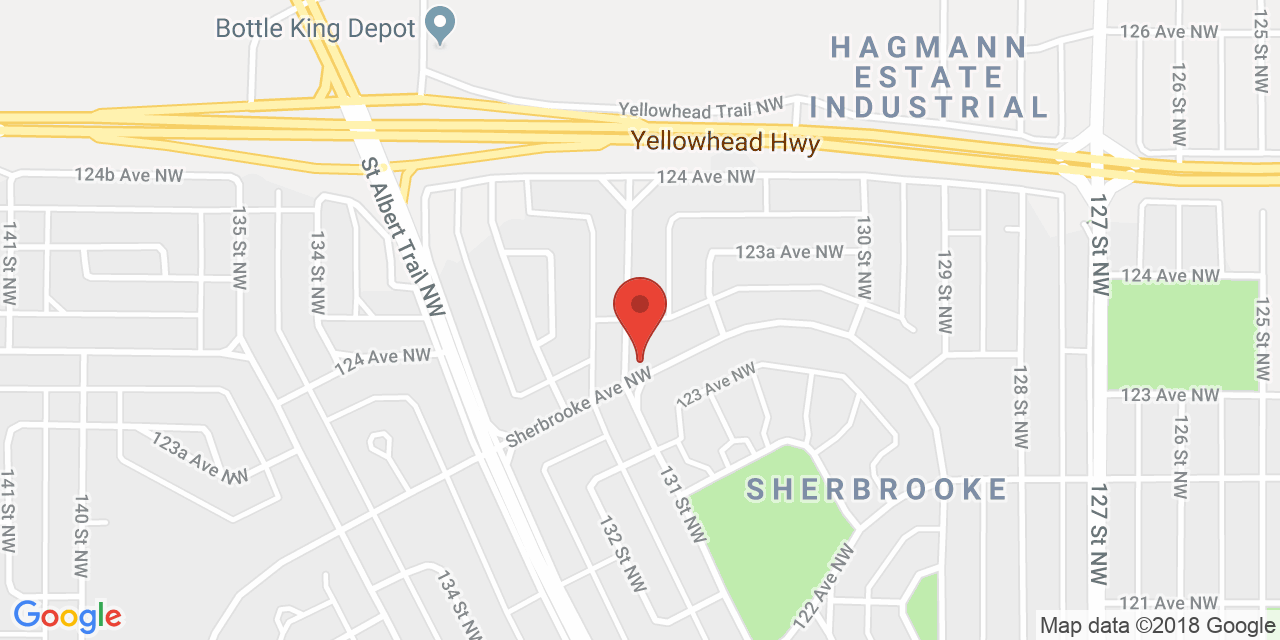 Bottle King Depot
HAGMANN
ESTATE
INDUSTRIAL
126 Ave NW
125 St NW
126 St NW
Yellowhead Trail NW
Yellowhead Hwy
124b Ave NW
124 Ave NW
St Albert Trail NW
141 St NW
135 St NW
134 St NW
123a Ave NW
130 St NW
129 St NW
127 St NW
124 Ave NW
125 St NW
124 Ave NW
Sherbrooke Ave NW
123 Ave NW
128 St NW
123 Ave NW
126 St NW
123a Ave NW
141 St NW
140 St NW
131 St NW
132 St NW
SHERBROOKE
127 St NW
134 St NW
122 Ave NW
121 Ave NW
Google
Map data ©2018 Google